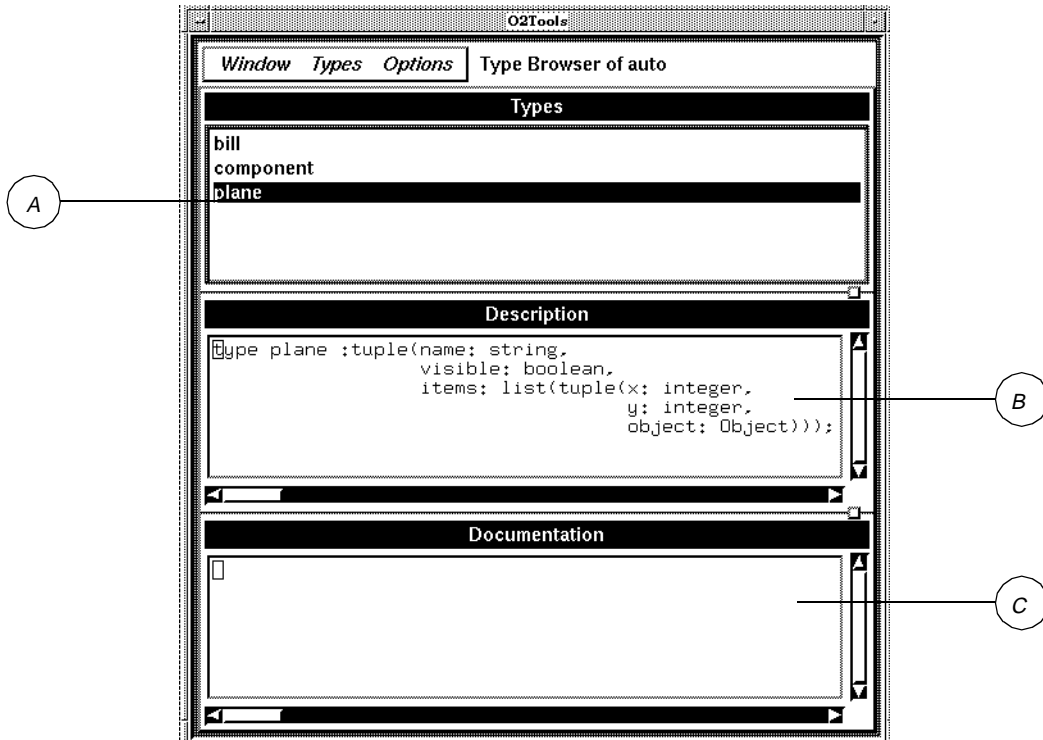 O2Tools
Window Types Options Type Browser of auto
Types
bill
component
plane
A
Description
type plane :tuple(name: string,
visible: boolean,
items: list(tuple(x: integer,
y: integer,
object: Object)));
B
Documentation
C